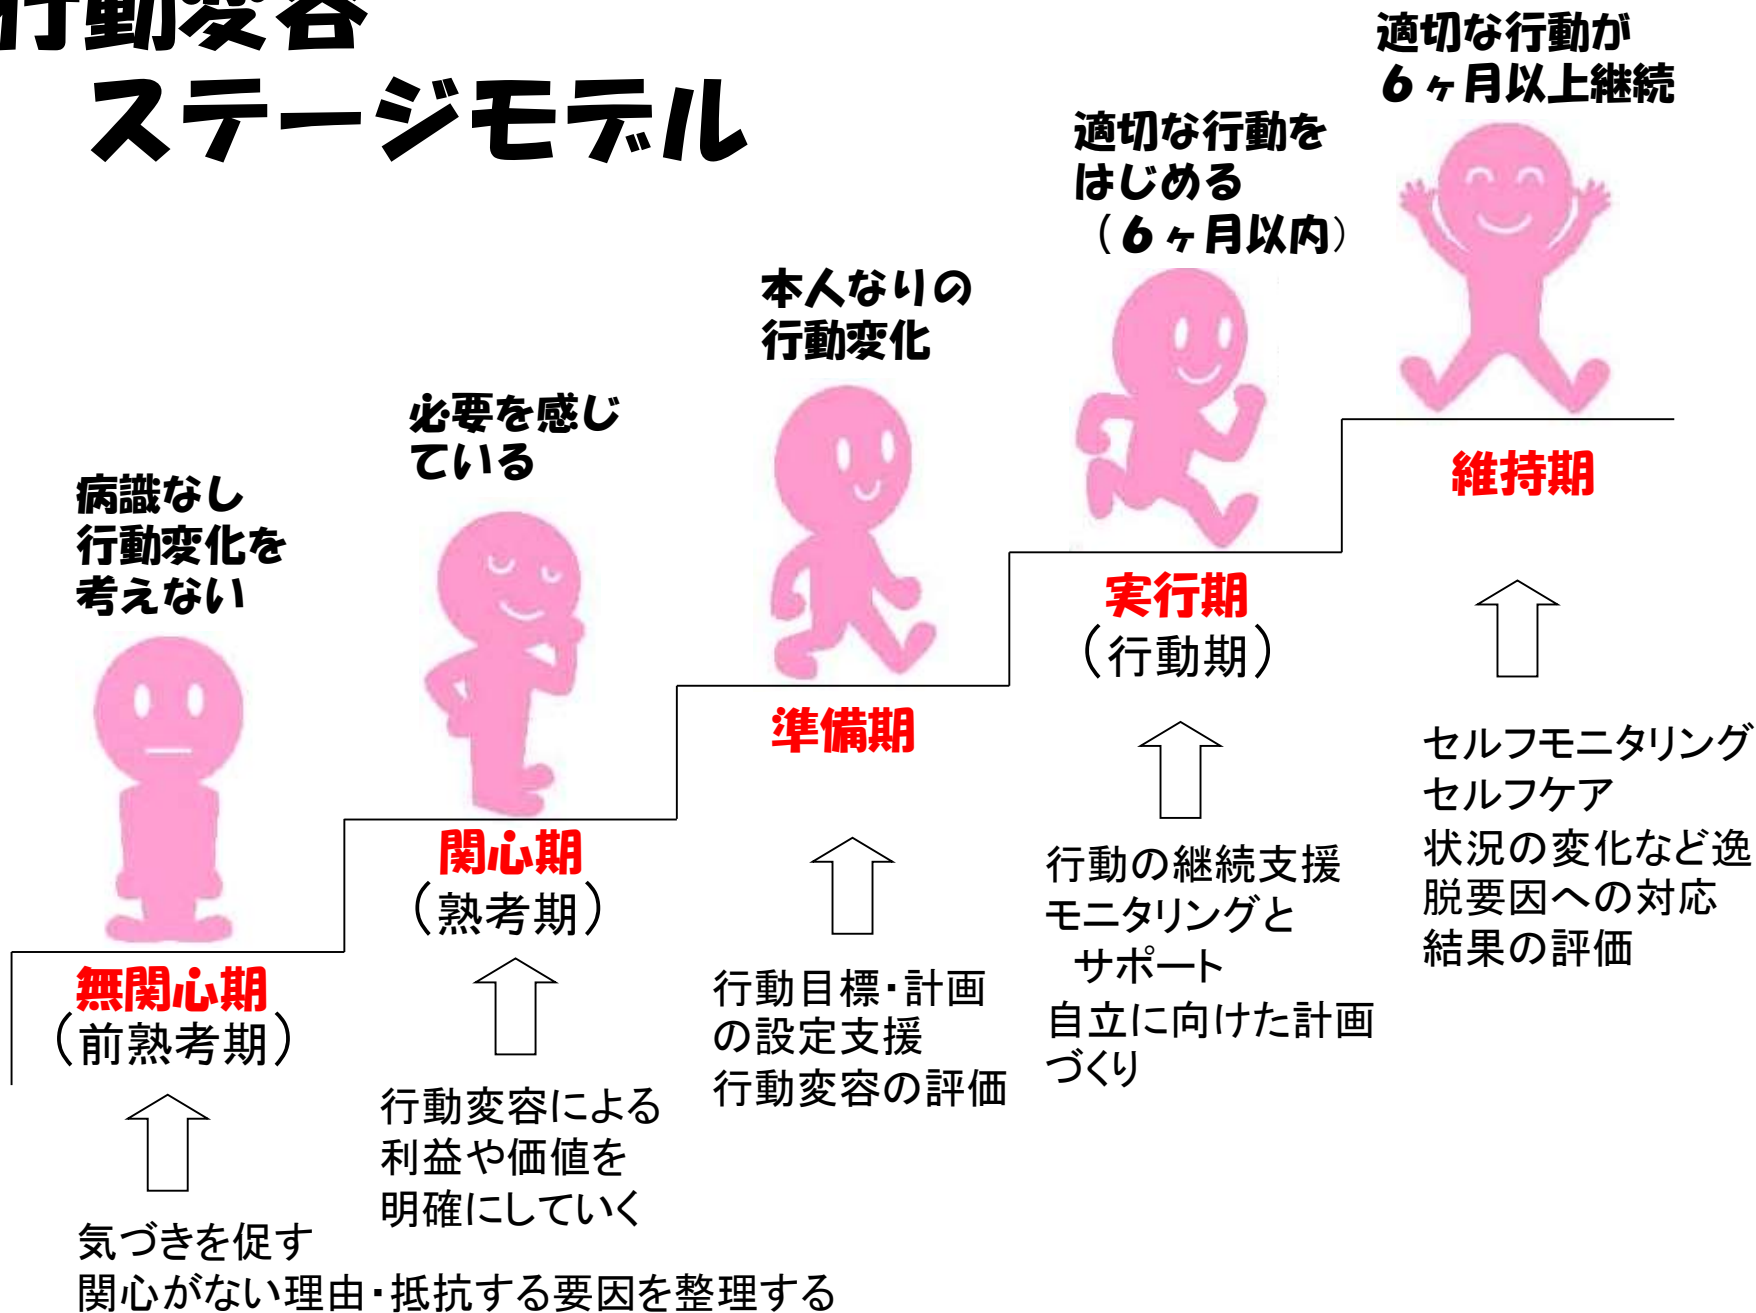 行動変容
ステージモデル
病識なし
行動変化を
考えない
無関心期
（前熟考期）
気づきを促す
関心がない理由・抵抗する要因を整理する
必要を感じ
ている
関心期
（熟考期）
行動変容による
利益や価値を
明確にしていく
本人なりの
行動変化
準備期
行動目標・計画
の設定支援
行動変容の評価
適切な行動を
はじめる
（６ヶ月以内）
実行期
（行動期）
行動の継続支援
モニタリングと
サポート
自立に向けた計画
づくり
適切な行動が
６ヶ月以上継続
維持期
セルフモニタリング
セルフケア
状況の変化など逸
脱要因への対応
結果の評価